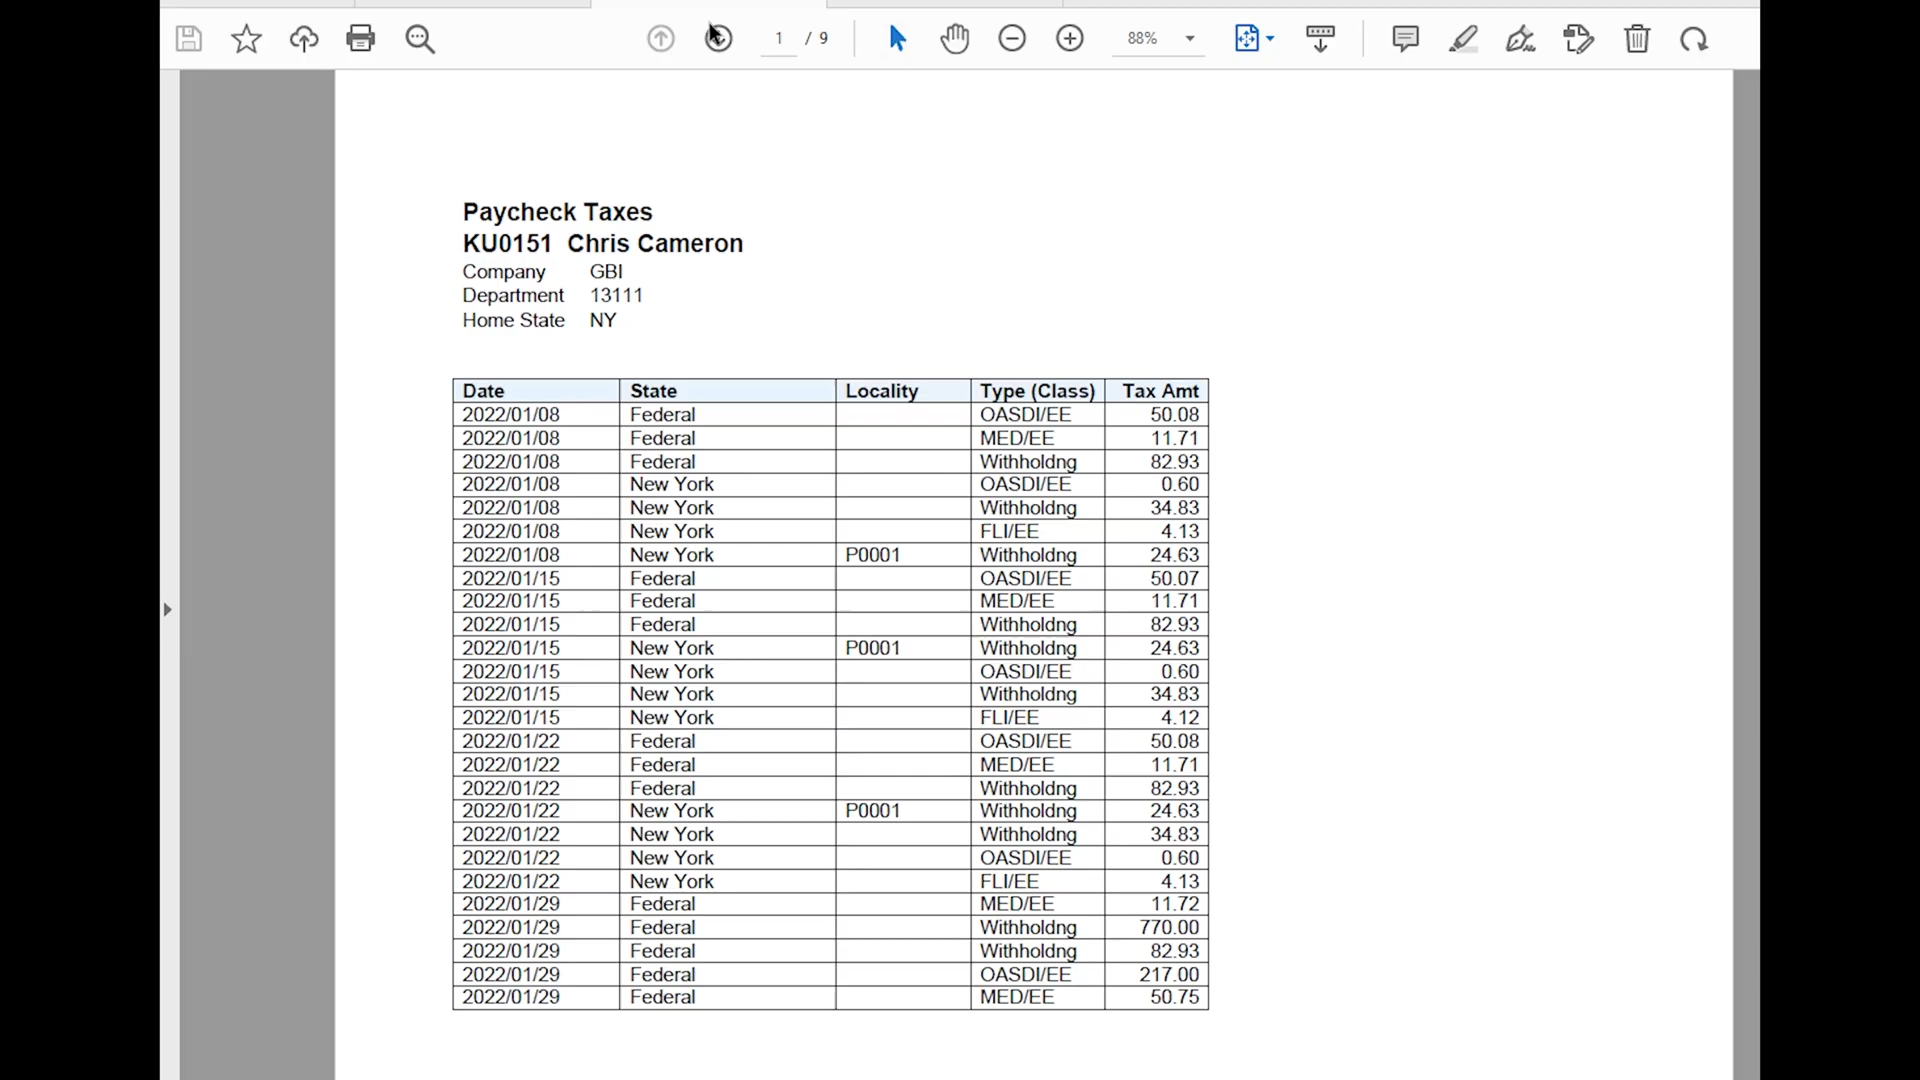 1 / 9 88%
Paycheck Taxes
KU0151 Chris Cameron
Company GBI
Department 13111
Home State NY
Date State Locality Type (Class) Tax Amt
2022/01/08 Federal OASDI/EE 50.08
2022/01/08 Federal MED/EE 11.71
2022/01/08 Federal Withholdng 82.93
2022/01/08 New York OASDI/EE 0.60
2022/01/08 New York Withholdng 34.83
2022/01/08 New York FLI/EE 4.13
2022/01/08 New York P0001 Withholdng 24.63
2022/01/15 Federal OASDI/EE 50.07
2022/01/15 Federal MED/EE 11.71
2022/01/15 Federal Withholdng 82.93
2022/01/15 New York P0001 Withholdng 24.63
2022/01/15 New York OASDI/EE 0.60
2022/01/15 New York Withholdng 34.83
2022/01/15 New York FLI/EE 4.12
2022/01/22 Federal OASDI/EE 50.08
2022/01/22 Federal MED/EE 11.71
2022/01/22 Federal Withholdng 82.93
2022/01/22 New York P0001 Withholdng 24.63
2022/01/22 New York Withholdng 34.83
2022/01/22 New York OASDI/EE 0.60
2022/01/22 New York FLI/EE 4.13
2022/01/29 Federal MED/EE 11.72
2022/01/29 Federal Withholdng 770.00
2022/01/29 Federal Withholdng 82.93
2022/01/29 Federal OASDI/EE 217.00
2022/01/29 Federal MED/EE 50.75